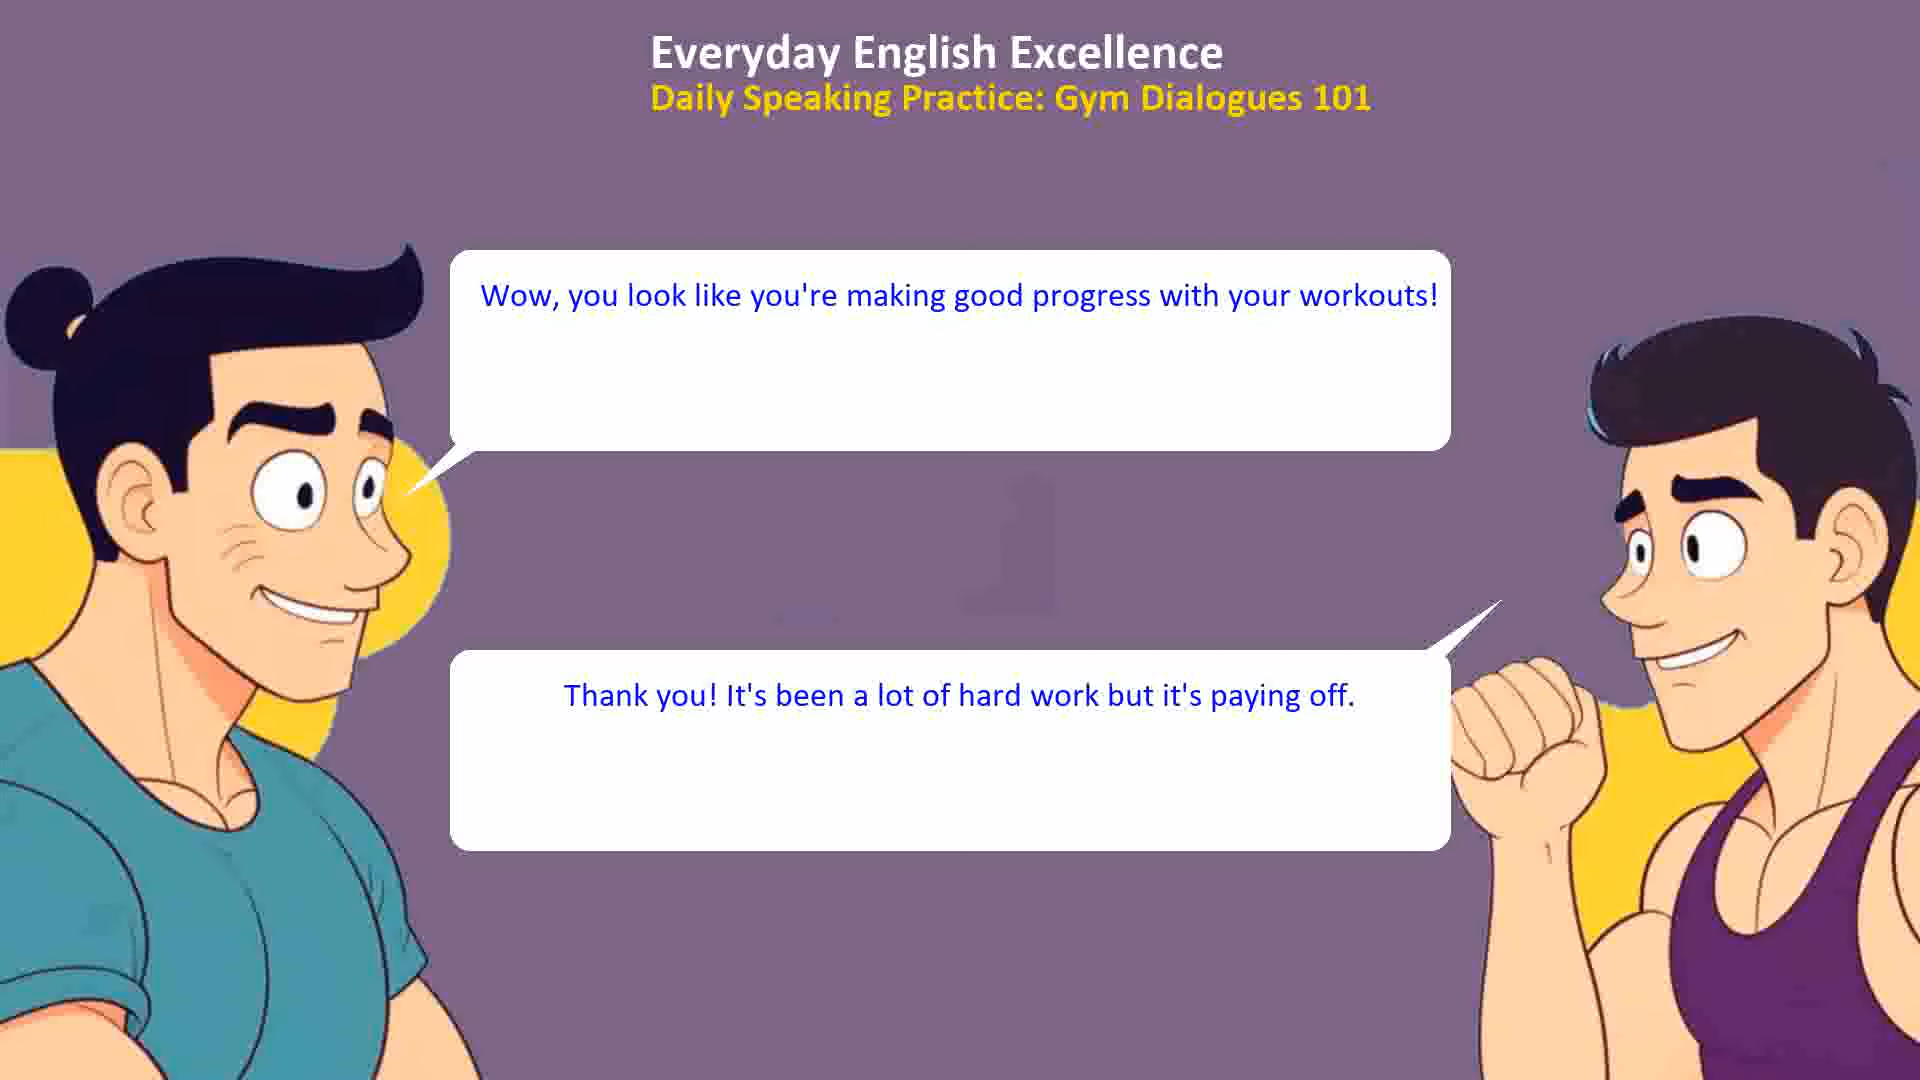 Everyday English Excellence
Daily Speaking Practice: Gym Dialogues 101
Wow, you look like you're making good progress with your workouts!
Thank you! It's been a lot of hard work but it's paying off.